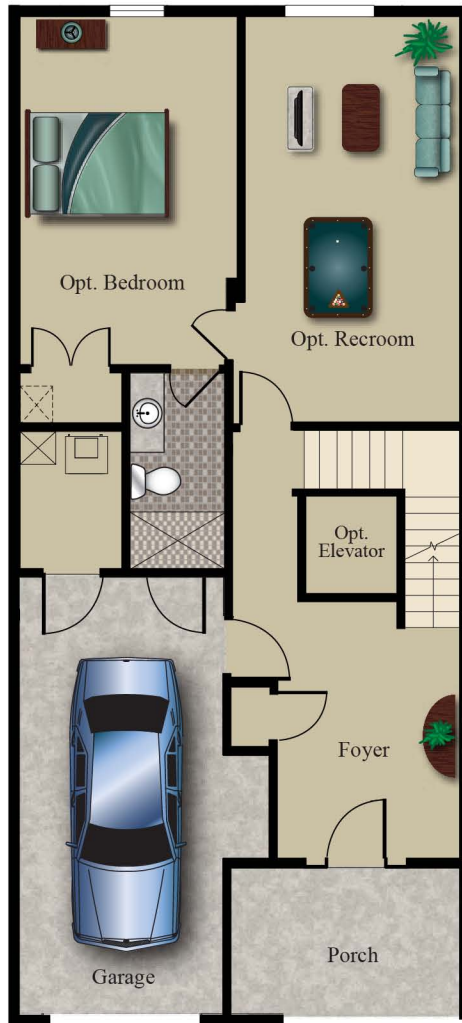 Opt. Bedroom
Opt. Recroom
Opt.
Elevator
Foyer
Porch
Garage